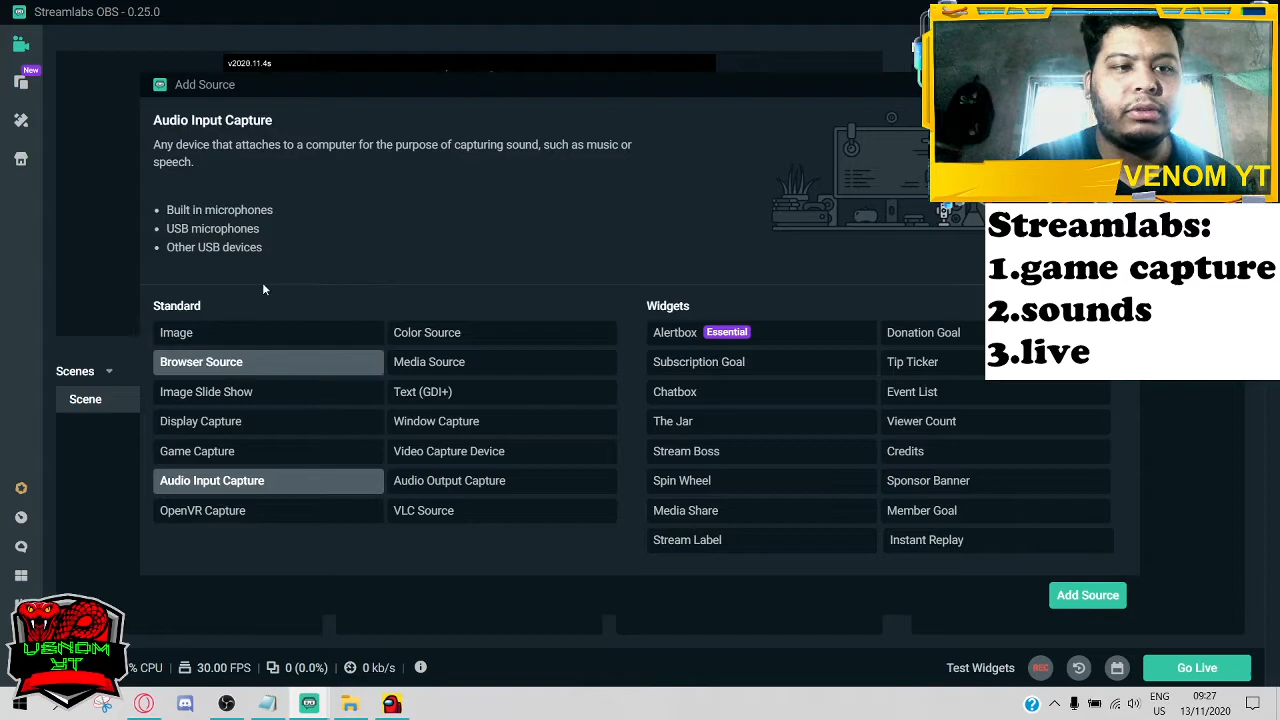 Streamlabs OBS - 0.25.0
New
v2020.11.4s
Add Source
Audio Input Capture
Any device that attaches to a computer for the purpose of capturing sound, such as music or
speech.
Built in microphones
USB microphones
Other USB devices
VENOM YT
Streamlabs:
1.game capture
2.sounds
3.live
Standard
Image
Color Source
Browser Source
Media Source
Image Slide Show
Text (GDI+)
Display Capture
Window Capture
Game Capture
Video Capture Device
Audio Input Capture
Audio Output Capture
OpenVR Capture
VLC Source
Widgets
Alertbox Essential
Donation Goal
Subscription Goal
Tip Ticker
Chatbox
Event List
The Jar
Viewer Count
Stream Boss
Credits
Spin Wheel
Sponsor Banner
Media Share
Member Goal
Stream Label
Instant Replay
Scenes
Scene
Add Source
VENOM
YT
% CPU
30.00 FPS
0 (0.0%)
0 kb/s
Test Widgets
REC
Go Live
ENG
US
09:27
13/11/2020